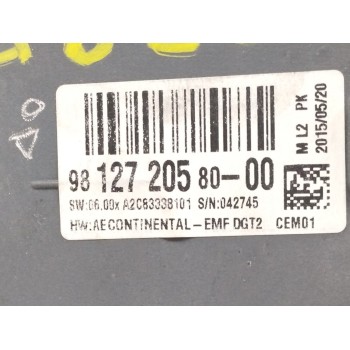 98 127 205 80-00
SW:06.09x A2C83338101 S/N:042745
HW:AECONTINENTAL-EMF DGT2 CEM01
M L2 PK
2015/05/20